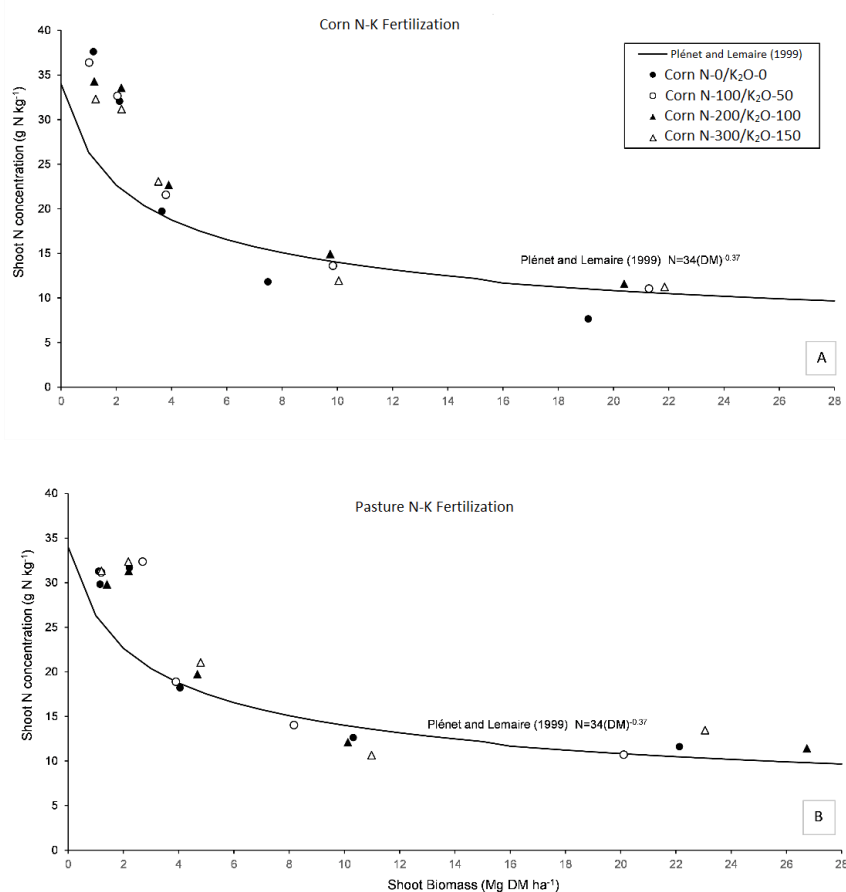 Corn N-K Fertilization
Shoot N concentration (g N kg⁻¹)
40
35
30
25
20
15
10
5
0
Plénet and Lemaire (1999)
Corn N-0/K₂O-0
Corn N-100/K₂O-50
Corn N-200/K₂O-100
Corn N-300/K₂O-150
Plénet and Lemaire (1999) N=34(DM)⁻⁰·³⁷
A
0 2 4 6 8 10 12 14 16 18 20 22 24 26 28
Pasture N-K Fertilization
Shoot N concentration (g N kg⁻¹)
40
35
30
25
20
15
10
5
0
Plénet and Lemaire (1999) N=34(DM)⁻⁰·³⁷
B
0 2 4 6 8 10 12 14 16 18 20 22 24 26 28
Shoot Biomass (Mg DM ha⁻¹)